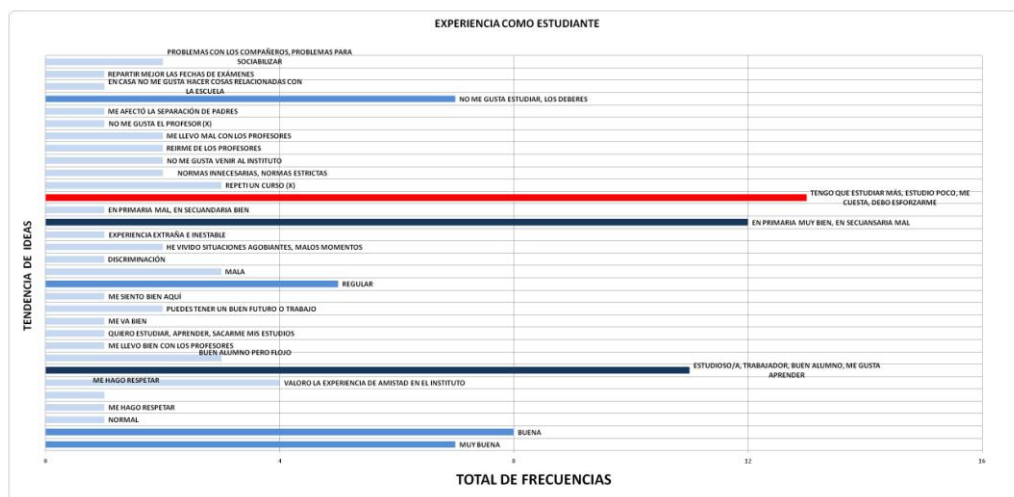 EXPERIENCIA COMO ESTUDIANTE
PROBLEMAS CON LOS COMPAÑEROS, PROBLEMAS PARA
SOCIABILIZAR
REPARTIR MEJOR LAS FECHAS DE EXÁMENES
EN CASA NO ME GUSTA HACER COSAS RELACIONADAS CON
LA ESCUELA
NO ME GUSTA ESTUDIAR, LOS DEBERES
ME AFECTÓ LA SEPARACIÓN DE PADRES
NO ME GUSTA EL PROFESOR (X)
ME LLEVO MAL CON LOS PROFESORES
REIRME DE LOS PROFESORES
NO ME GUSTA VENIR AL INSTITUTO
NORMAS INNECESARIAS, NORMAS ESTRICTAS
REPETI UN CURSO (X)
TENGO QUE ESTUDIAR MÁS, ESTUDIO POCO, ME
CUESTA, DEBO ESFORZARME
EN PRIMARIA MAL, EN SECUANDARIA BIEN
EN PRIMARIA MUY BIEN, EN SECUANSARIA MAL
EXPERIENCIA EXTRAÑA E INESTABLE
HE VIVIDO SITUACIONES AGOBIANTES, MALOS MOMENTOS
DISCRIMINACIÓN
MALA
REGULAR
ME SIENTO BIEN AQUÍ
PUEDES TENER UN BUEN FUTURO O TRABAJO
ME VA BIEN
QUIERO ESTUDIAR, APRENDER, SACARME MIS ESTUDIOS
ME LLEVO BIEN CON LOS PROFESORES
BUEN ALUMNO PERO FLOJO
ESTUDIOSO/A, TRABAJADOR, BUEN ALUMNO, ME GUSTA
APRENDER
ME HAGO RESPETAR
VALORO LA EXPERIENCIA DE AMISTAD EN EL INSTITUTO
ME HAGO RESPETAR
NORMAL
BUENA
MUY BUENA
0 4 8 12 16
TENDENCIA DE IDEAS
TOTAL DE FRECUENCIAS